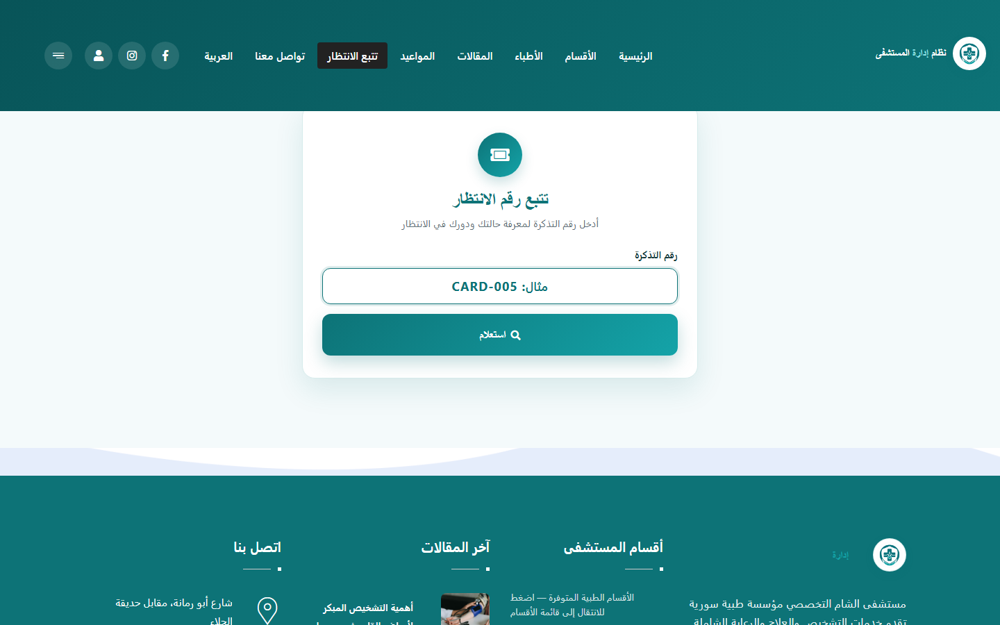 نظام إدارة المستشفى
الرئيسية
الأقسام
الأطباء
المقالات
المواعيد
تتبع الانتظار
تواصل معنا
العربية
تتبع رقم الانتظار
أدخل رقم التذكرة لمعرفة حالتك ودورك في الانتظار
رقم التذكرة
مثال: CARD-005
استعلام
إدارة
مستشفى الشام التخصصي مؤسسة طبية سورية
تقدم خدمات التشخيص والعلاج والرعاية الشاملة
أقسام المستشفى
الأقسام الطبية المتوفرة — اضغط
للانتقال إلى قائمة الأقسام
آخر المقالات
أهمية التشخيص المبكر
اتصل بنا
شارع أبو رمانة، مقابل حديقة
الجلاء